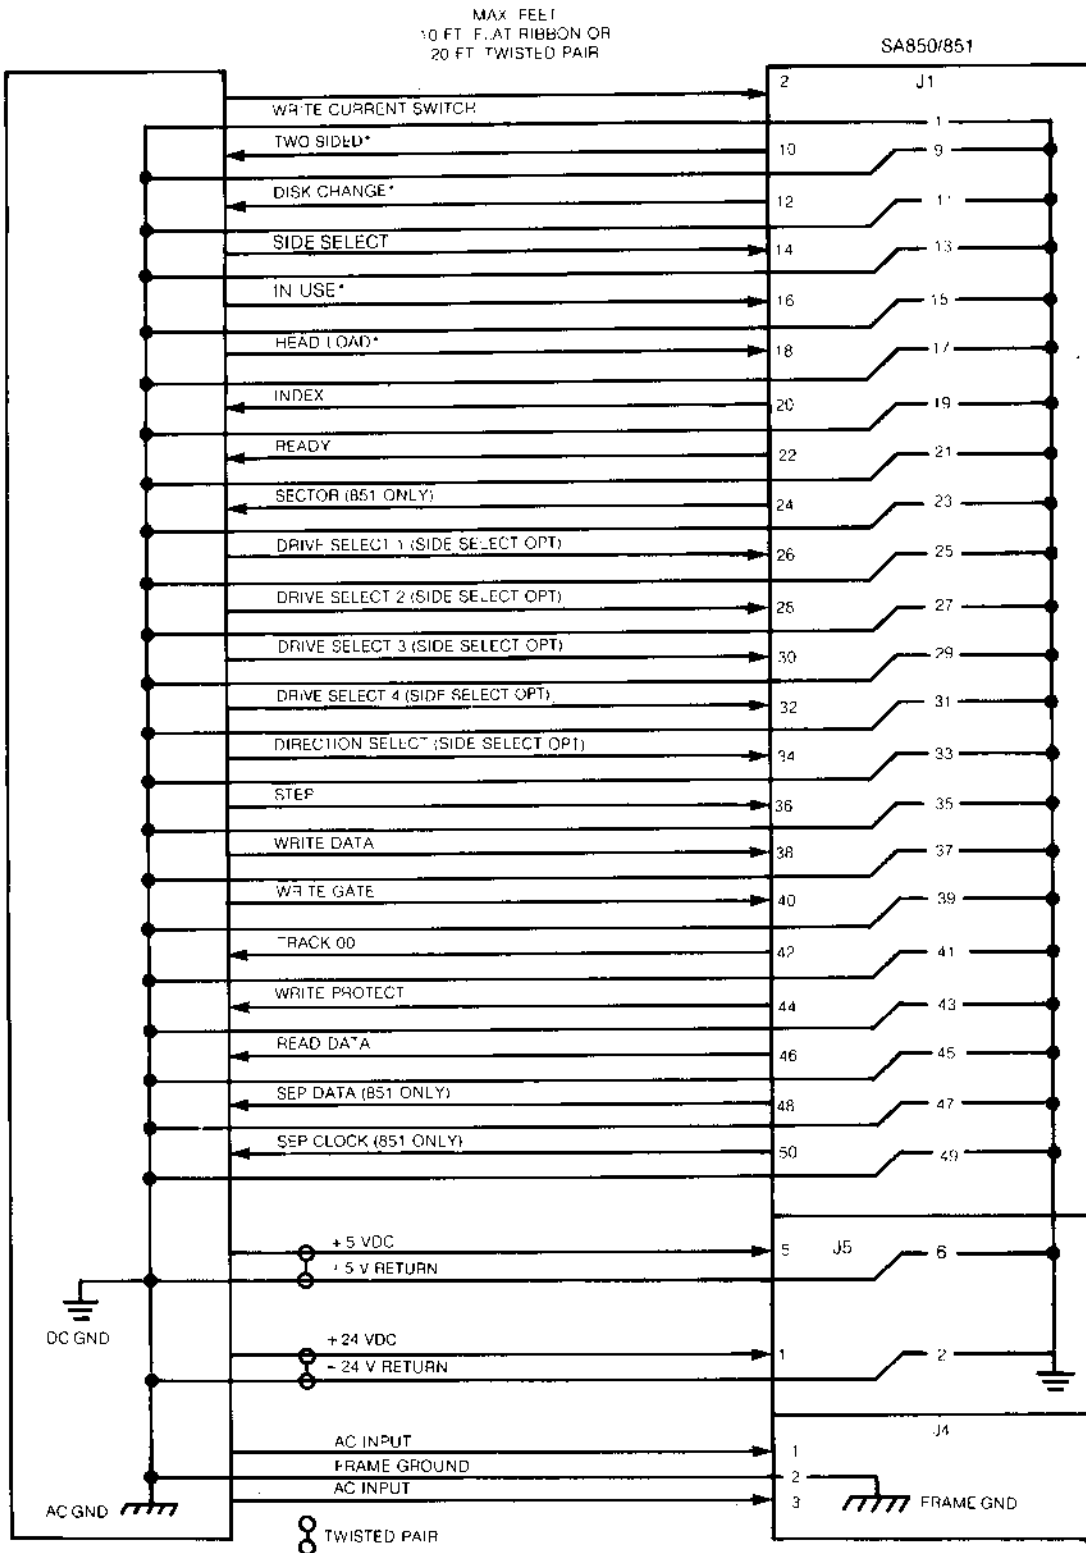 MAX FEET
10 FT FLAT RIBBON OR
20 FT TWISTED PAIR
SA850/851
J1
2
WRITE CURRENT SWITCH
1
TWO SIDED*
10
9
DISK CHANGE*
12
11
SIDE SELECT
14
13
IN USE*
16
15
HEAD LOAD*
18
17
INDEX
20
19
READY
22
21
SECTOR (851 ONLY)
24
23
DRIVE SELECT 1 (SIDE SELECT OPT)
26
25
DRIVE SELECT 2 (SIDE SELECT OPT)
28
27
DRIVE SELECT 3 (SIDE SELECT OPT)
30
29
DRIVE SELECT 4 (SIDE SELECT OPT)
32
31
DIRECTION SELECT (SIDE SELECT OPT)
34
33
STEP
36
35
WRITE DATA
38
37
WRITE GATE
40
39
TRACK 00
42
41
WRITE PROTECT
44
43
READ DATA
46
45
SEP DATA (851 ONLY)
48
47
SEP CLOCK (851 ONLY)
50
49
+ 5 VDC
5
J5
6
+ 5 V RETURN
DC GND
+ 24 VDC
1
2
- 24 V RETURN
J4
AC INPUT
1
FRAME GROUND
2
AC INPUT
3
AC GND
FRAME GND
TWISTED PAIR